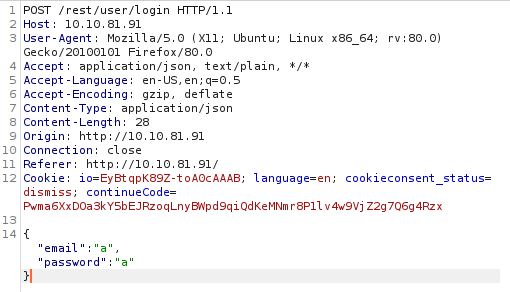 1 POST /rest/user/login HTTP/1.1
2 Host: 10.10.81.91
3 User-Agent: Mozilla/5.0 (X11; Ubuntu; Linux x86_64; rv:80.0)
Gecko/20100101 Firefox/80.0
4 Accept: application/json, text/plain, */*
5 Accept-Language: en-US,en;q=0.5
6 Accept-Encoding: gzip, deflate
7 Content-Type: application/json
8 Content-Length: 28
9 Origin: http://10.10.81.91
10 Connection: close
11 Referer: http://10.10.81.91/
12 Cookie: io=EyBtqpK89Z-toAOcAAAB; language=en; cookieconsent_status=
dismiss; continueCode=
Pwma6XxDOa3kY5bEJRzoqLnyBWpd9qiQdKeMNmr8P1lv4w9VjZ2g7Q6g4Rzx
13
14 {
"email":"a",
"password":"a"
}